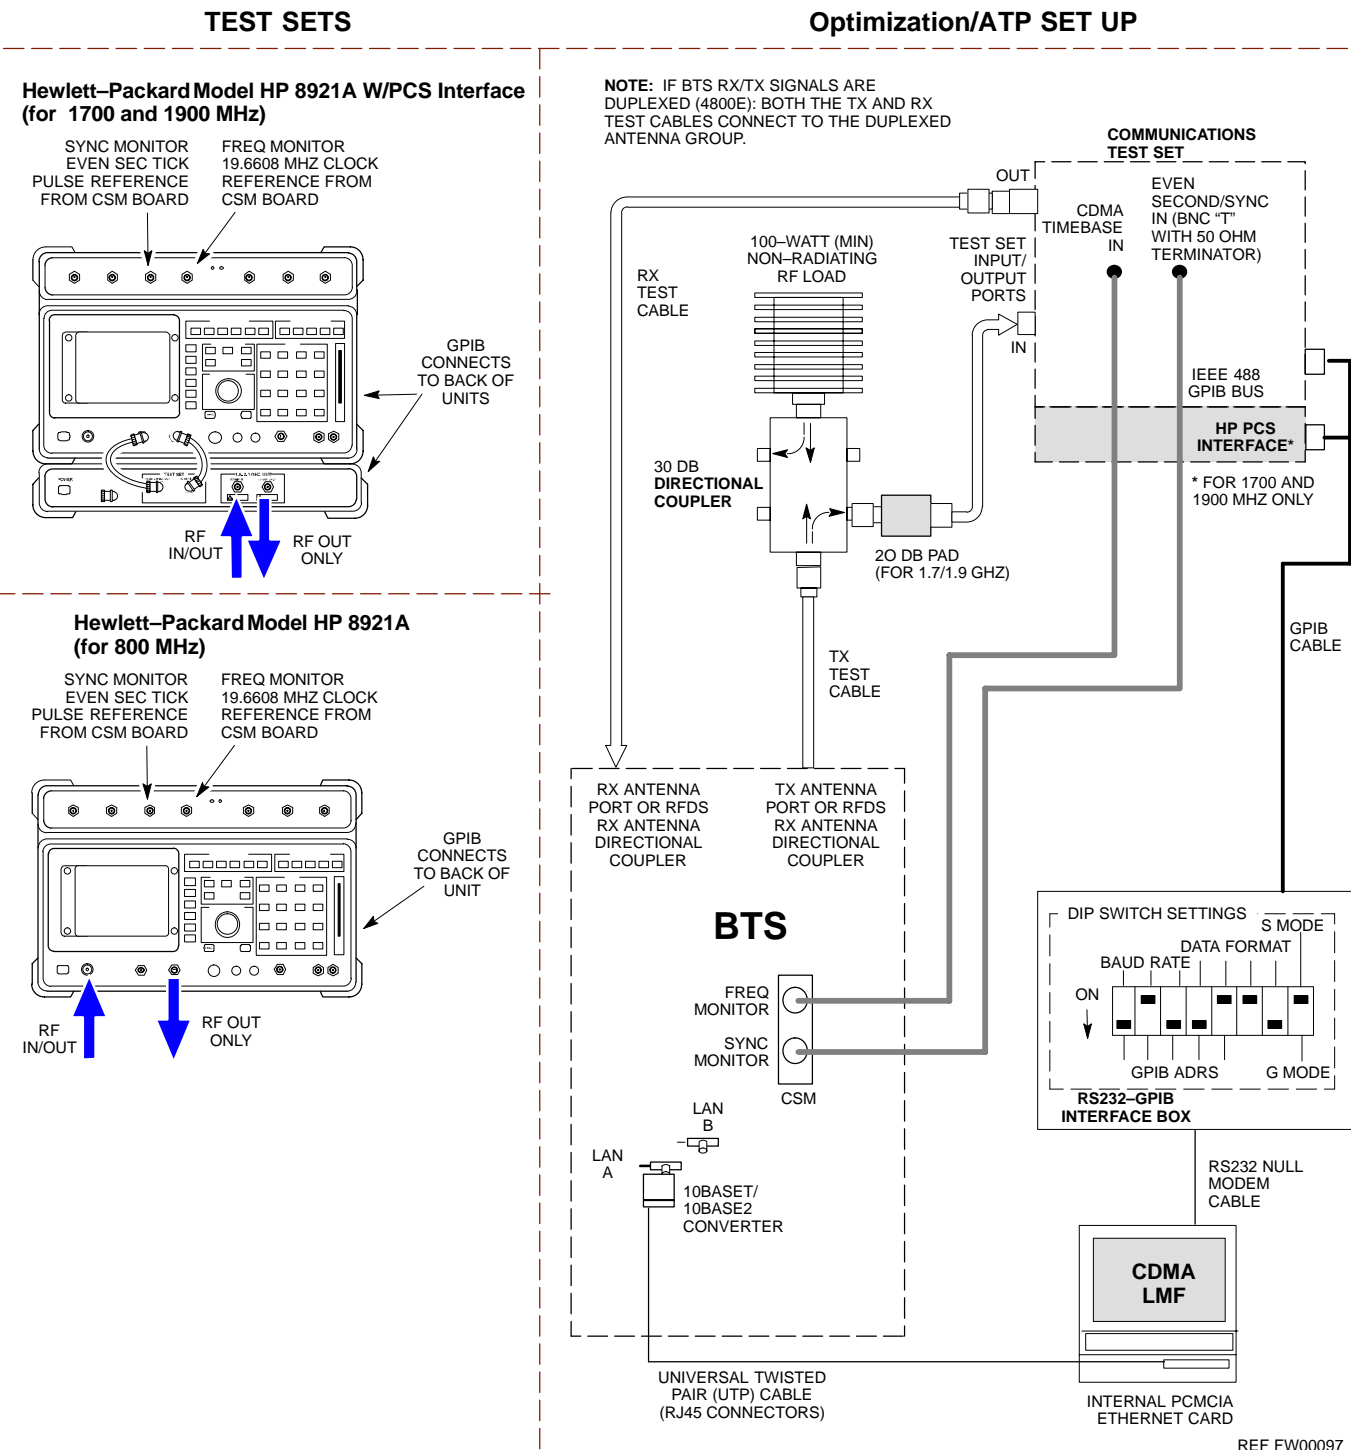 TEST SETS
Optimization/ATP SET UP
Hewlett–Packard Model HP 8921A W/PCS Interface
(for 1700 and 1900 MHz)
SYNC MONITOR
EVEN SEC TICK
PULSE REFERENCE
FROM CSM BOARD
FREQ MONITOR
19.6608 MHZ CLOCK
REFERENCE FROM
CSM BOARD
GPIB
CONNECTS
TO BACK OF
UNITS
POWER
TEST SET
RF
IN/OUT
RF OUT
ONLY
Hewlett–Packard Model HP 8921A
(for 800 MHz)
SYNC MONITOR
EVEN SEC TICK
PULSE REFERENCE
FROM CSM BOARD
FREQ MONITOR
19.6608 MHZ CLOCK
REFERENCE FROM
CSM BOARD
GPIB
CONNECTS
TO BACK OF
UNIT
RF
IN/OUT
RF OUT
ONLY
NOTE: IF BTS RX/TX SIGNALS ARE
DUPLEXED (4800E): BOTH THE TX AND RX
TEST CABLES CONNECT TO THE DUPLEXED
ANTENNA GROUP.
COMMUNICATIONS
TEST SET
OUT
CDMA
TIMEBASE
IN
EVEN
SECOND/SYNC
IN (BNC “T”
WITH 50 OHM
TERMINATOR)
100–WATT (MIN)
NON–RADIATING
RF LOAD
TEST SET
INPUT/
OUTPUT
PORTS
IN
RX
TEST
CABLE
IEEE 488
GPIB BUS
HP PCS
INTERFACE*
* FOR 1700 AND
1900 MHZ ONLY
30 DB
DIRECTIONAL
COUPLER
2O DB PAD
(FOR 1.7/1.9 GHZ)
GPIB
CABLE
TX
TEST
CABLE
RX ANTENNA
PORT OR RFDS
RX ANTENNA
DIRECTIONAL
COUPLER
TX ANTENNA
PORT OR RFDS
RX ANTENNA
DIRECTIONAL
COUPLER
BTS
FREQ
MONITOR
SYNC
MONITOR
CSM
LAN
B
LAN
A
10BASET/
10BASE2
CONVERTER
DIP SWITCH SETTINGS
S MODE
DATA FORMAT
BAUD RATE
ON
GPIB ADRS
G MODE
RS232–GPIB
INTERFACE BOX
RS232 NULL
MODEM
CABLE
CDMA
LMF
UNIVERSAL TWISTED
PAIR (UTP) CABLE
(RJ45 CONNECTORS)
INTERNAL PCMCIA
ETHERNET CARD
REF FW00097